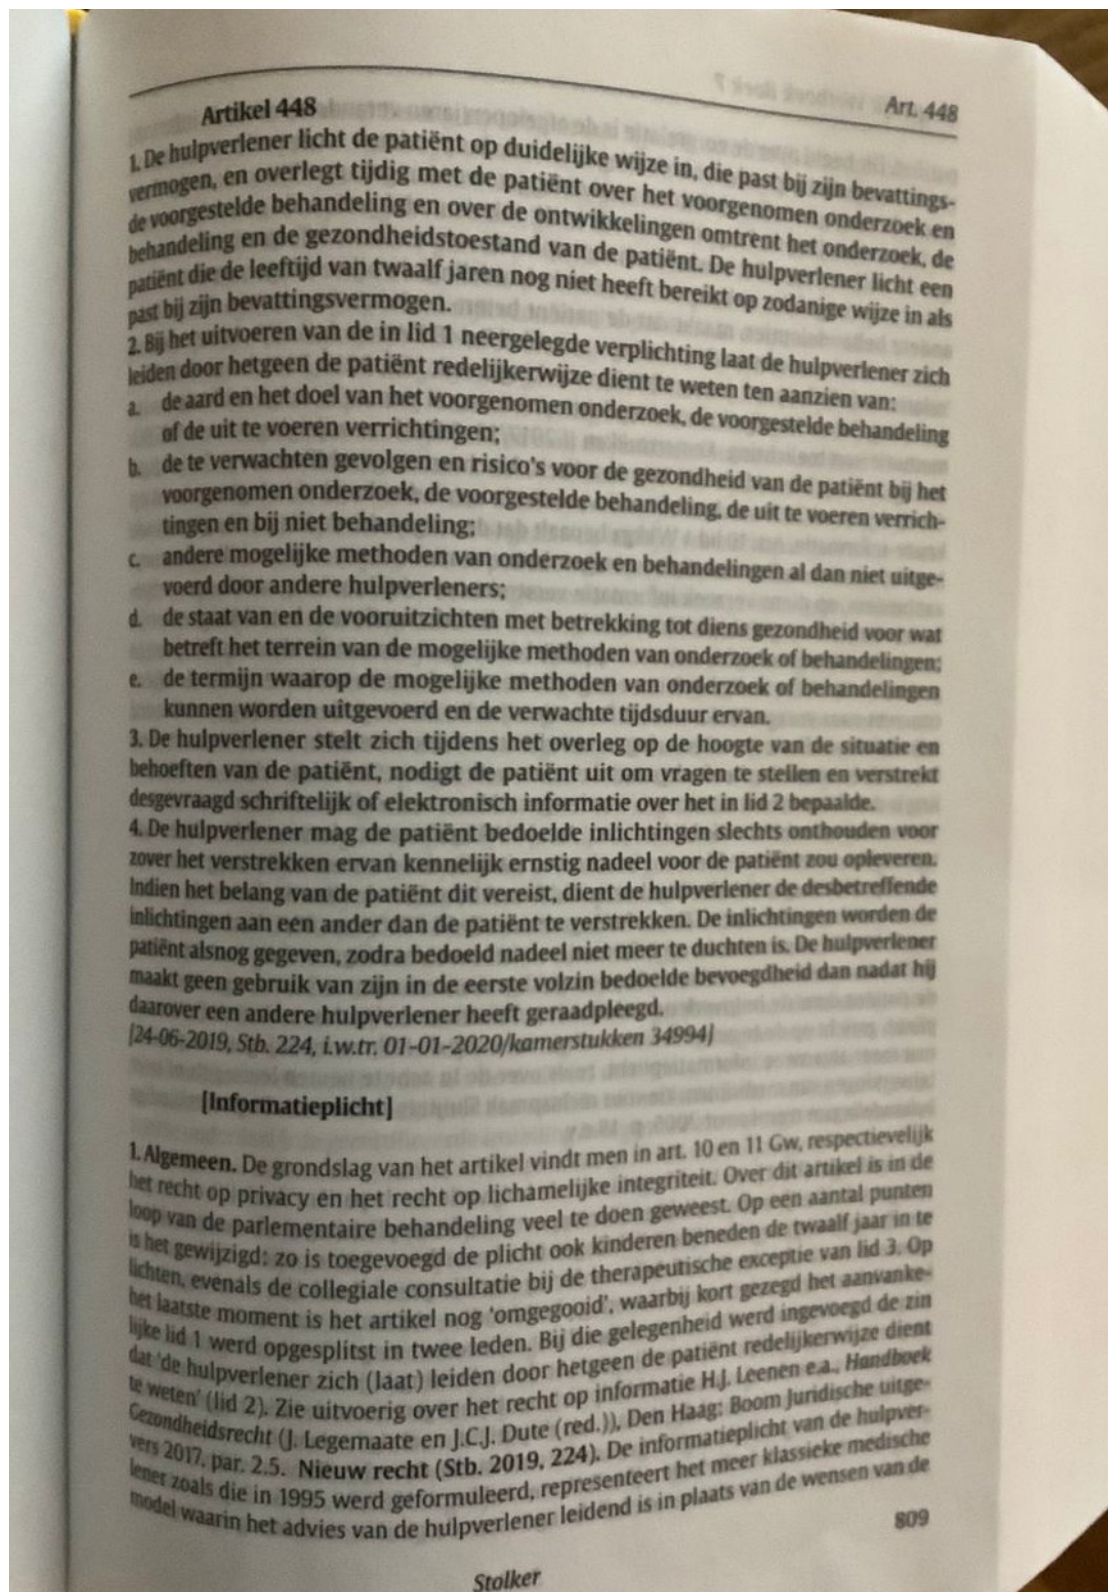 Art. 448
Artikel 448
1. De hulpverlener licht de patiënt op duidelijke wijze in, die past bij zijn bevattings-
vermogen, en overlegt tijdig met de patiënt over het voorgenomen onderzoek en
de voorgestelde behandeling en over de ontwikkelingen omtrent het onderzoek, de
behandeling en de gezondheidstoestand van de patiënt. De hulpverlener licht een
patiënt die de leeftijd van twaalf jaren nog niet heeft bereikt op zodanige wijze in als
past bij zijn bevattingsvermogen.
2. Bij het uitvoeren van de in lid 1 neergelegde verplichting laat de hulpverlener zich
leiden door hetgeen de patiënt redelijkerwijze dient te weten ten aanzien van:
a. de aard en het doel van het voorgenomen onderzoek, de voorgestelde behandeling
of de uit te voeren verrichtingen;
b. de te verwachten gevolgen en risico's voor de gezondheid van de patiënt bij het
voorgenomen onderzoek, de voorgestelde behandeling, de uit te voeren verrich-
tingen en bij niet behandeling;
c. andere mogelijke methoden van onderzoek en behandelingen al dan niet uitge-
voerd door andere hulpverleners;
d. de staat van en de vooruitzichten met betrekking tot diens gezondheid voor wat
betreft het terrein van de mogelijke methoden van onderzoek of behandelingen;
e. de termijn waarop de mogelijke methoden van onderzoek of behandelingen
kunnen worden uitgevoerd en de verwachte tijdsduur ervan.
3. De hulpverlener stelt zich tijdens het overleg op de hoogte van de situatie en
behoeften van de patiënt, nodigt de patiënt uit om vragen te stellen en verstrekt
desgevraagd schriftelijk of elektronisch informatie over het in lid 2 bepaalde.
4. De hulpverlener mag de patiënt bedoelde inlichtingen slechts onthouden voor
zover het verstrekken ervan kennelijk ernstig nadeel voor de patiënt zou opleveren.
Indien het belang van de patiënt dit vereist, dient de hulpverlener de desbetreffende
inlichtingen aan een ander dan de patiënt te verstrekken. De inlichtingen worden de
patiënt alsnog gegeven, zodra bedoeld nadeel niet meer te duchten is. De hulpverlener
maakt geen gebruik van zijn in de eerste volzin bedoelde bevoegdheid dan nadat hij
daarover een andere hulpverlener heeft geraadpleegd.
[24-06-2019, Stb. 224, i.w.tr. 01-01-2020/kamerstukken 34994]
[Informatieplicht]
1. Algemeen. De grondslag van het artikel vindt men in art. 10 en 11 Gw, respectievelijk
het recht op privacy en het recht op lichamelijke integriteit. Over dit artikel is in de
loop van de parlementaire behandeling veel te doen geweest. Op een aantal punten
is het gewijzigd: zo is toegevoegd de plicht ook kinderen beneden de twaalf jaar in te
lichten, evenals de collegiale consultatie bij de therapeutische exceptie van lid 3. Op
het laatste moment is het artikel nog 'omgegooid', waarbij kort gezegd het aanvanke-
lijke lid 1 werd opgesplitst in twee leden. Bij die gelegenheid werd ingevoegd de zin
dat 'de hulpverlener zich (laat) leiden door hetgeen de patiënt redelijkerwijze dient
te weten' (lid 2). Zie uitvoerig over het recht op informatie H.J. Leenen e.a., Handboek
Gezondheidsrecht (J. Legemaate en J.C.J. Dute (red.)), Den Haag: Boom Juridische uitge-
vers 2017, par. 2.5. Nieuw recht (Stb. 2019, 224). De informatieplicht van de hulpver-
lener zoals die in 1995 werd geformuleerd, representeert het meer klassieke medische
model waarin het advies van de hulpverlener leidend is in plaats van de wensen van de
809
Stolker